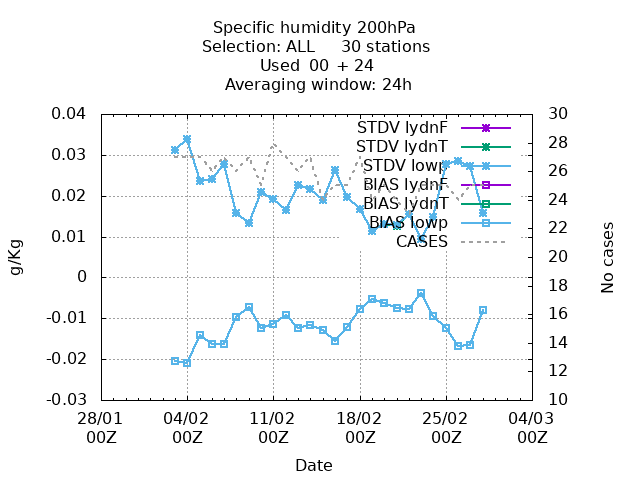 Specific humidity 200hPa
Selection: ALL 30 stations
Used 00 + 24
Averaging window: 24h
0.04
0.03
0.02
0.01
0
-0.01
-0.02
-0.03
g/Kg
STDV lydnF
STDV lydnT
STDV lowp
BIAS lydnF
BIAS lydnT
BIAS lowp
CASES
30
28
26
24
22
20
18
16
14
12
10
No cases
28/01 00Z
04/02 00Z
11/02 00Z
18/02 00Z
25/02 00Z
04/03 00Z
Date